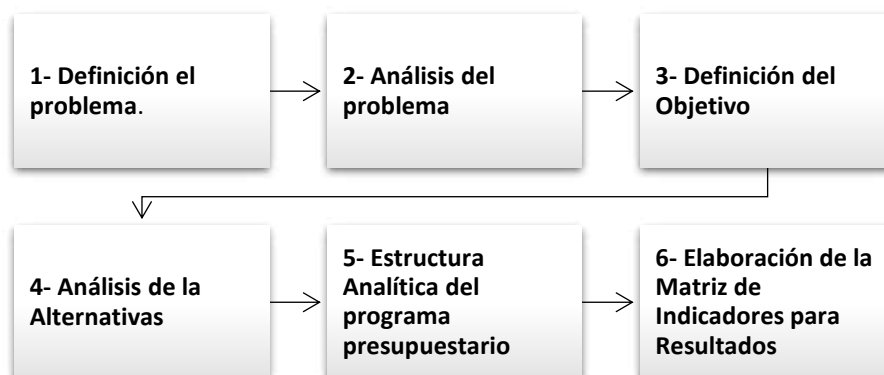 1- Definición el
problema.
2- Análisis del
problema
3- Definición del
Objetivo
4- Análisis de la
Alternativas
5- Estructura
Analítica del
programa
presupuestario
6- Elaboración de la
Matriz de
Indicadores para
Resultados